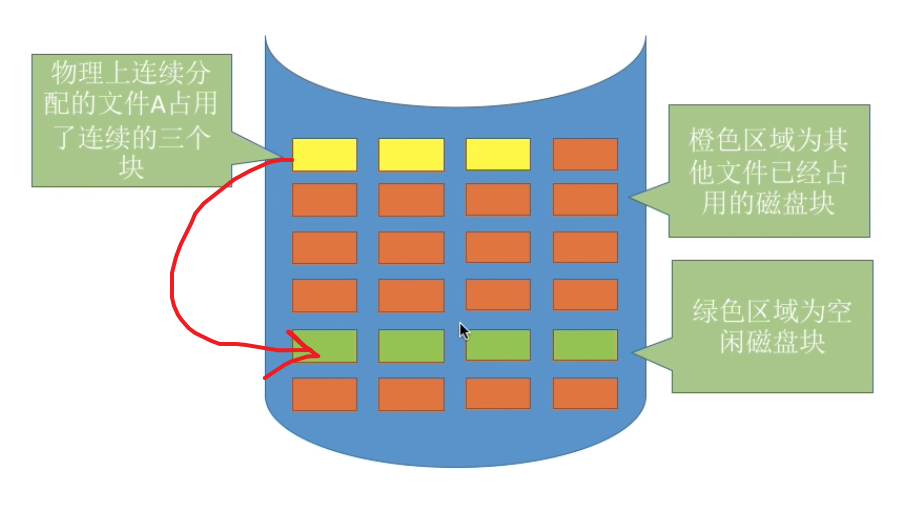 物理上连续分
配的文件A占用
了连续的三个
块
橙色区域为其
他文件已经占
用的磁盘块
绿色区域为空
闲磁盘块